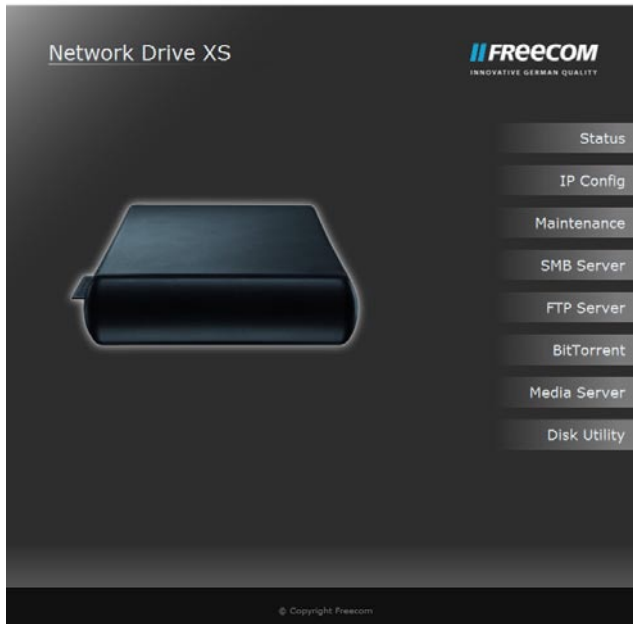 Network Drive XS
FREECOM
INNOVATIVE GERMAN QUALITY
Status
IP Config
Maintenance
SMB Server
FTP Server
BitTorrent
Media Server
Disk Utility
© Copyright Freecom